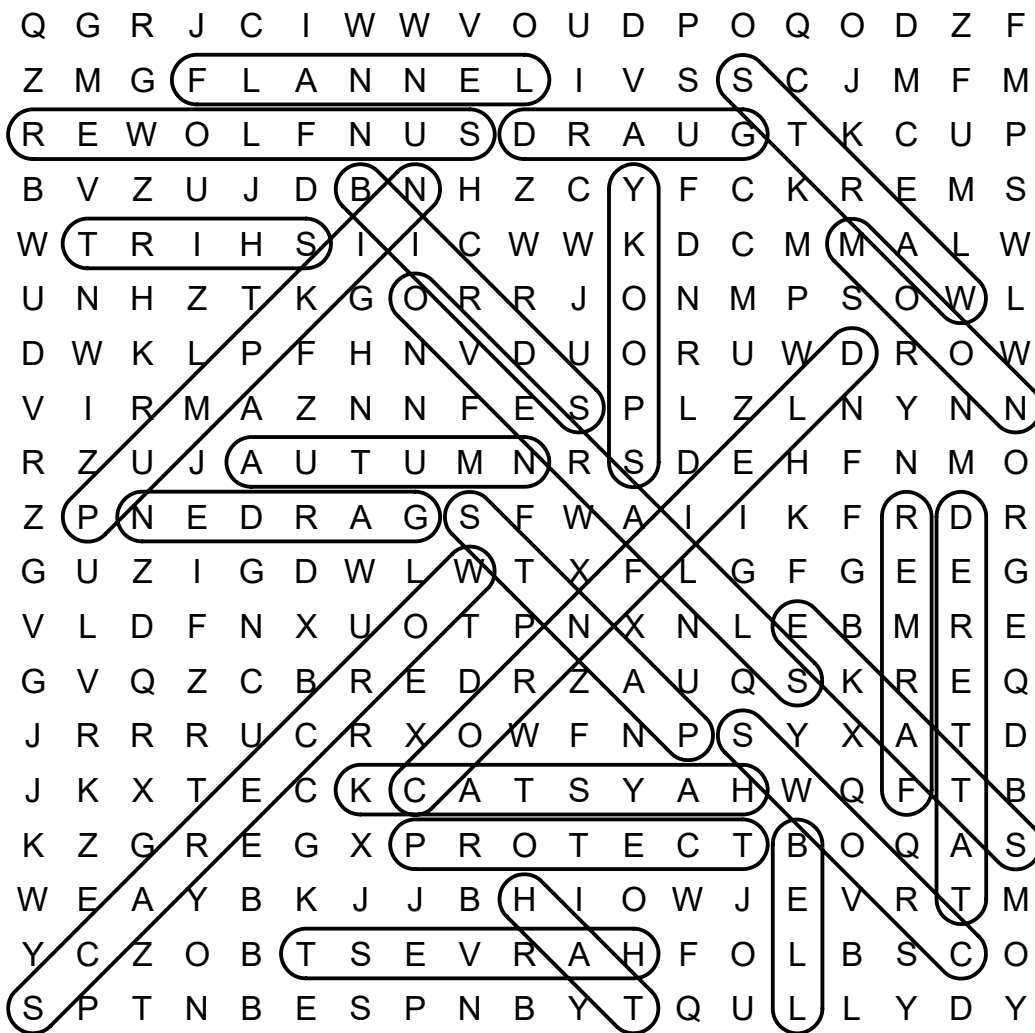 Q G R J C I W W V O U D P O Q O D Z F
Z M G F L A N N E L I V S S C J M F M
R E W O L F N U S D R A U G T K C U P
B V Z U J D B N H Z C Y F C K R E M S
W T R I H S I I C W W K D C M M A L W
U N H Z T K G O R R J O N M P S O W L
D W K L P F H N V D U O R U W D R O W
V I R M A Z N N F E S P L Z L N Y N N
R Z U J A U T U M N R S D E H F N M O
Z P N E D R A G S F W A I I K F R D R
G U Z I G D W L W T X F L G F G E E G
V L D F N X U O T P N X N L E B M R E
G V Q Z C B R E D R Z A U Q S K R E Q
J R R R U C R X O W F N P S Y X A T D
J K X T E C K C A T S Y A H W Q F T B
K Z G R E G X P R O T E C T B O Q A S
W E A Y B K J J B H I O W J E V R T M
Y C Z O B T S E V R A H F O L B S C O
S P T N B E S P N B Y T Q U L L Y D Y